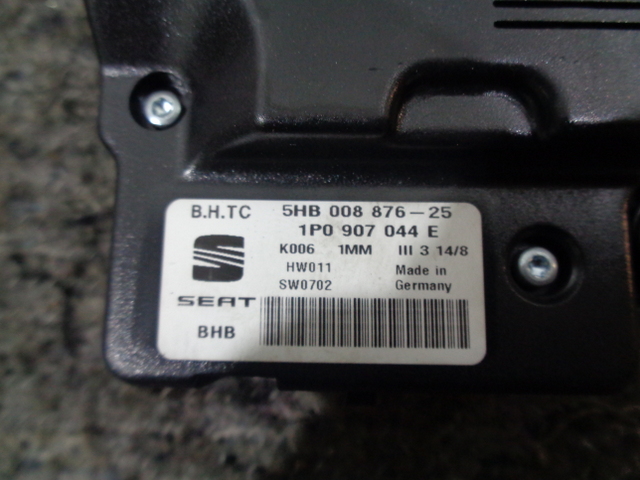 B.H.TC 5HB 008 876-25
1P0 907 044 E
K006 1MM III 3 14/8
HW011 Made in
SW0702 Germany
SEAT
BHB